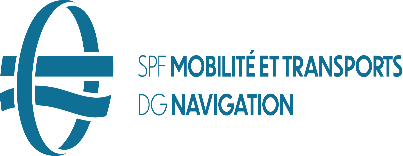 SPF MOBILITÉ ET TRANSPORTS
DG NAVIGATION